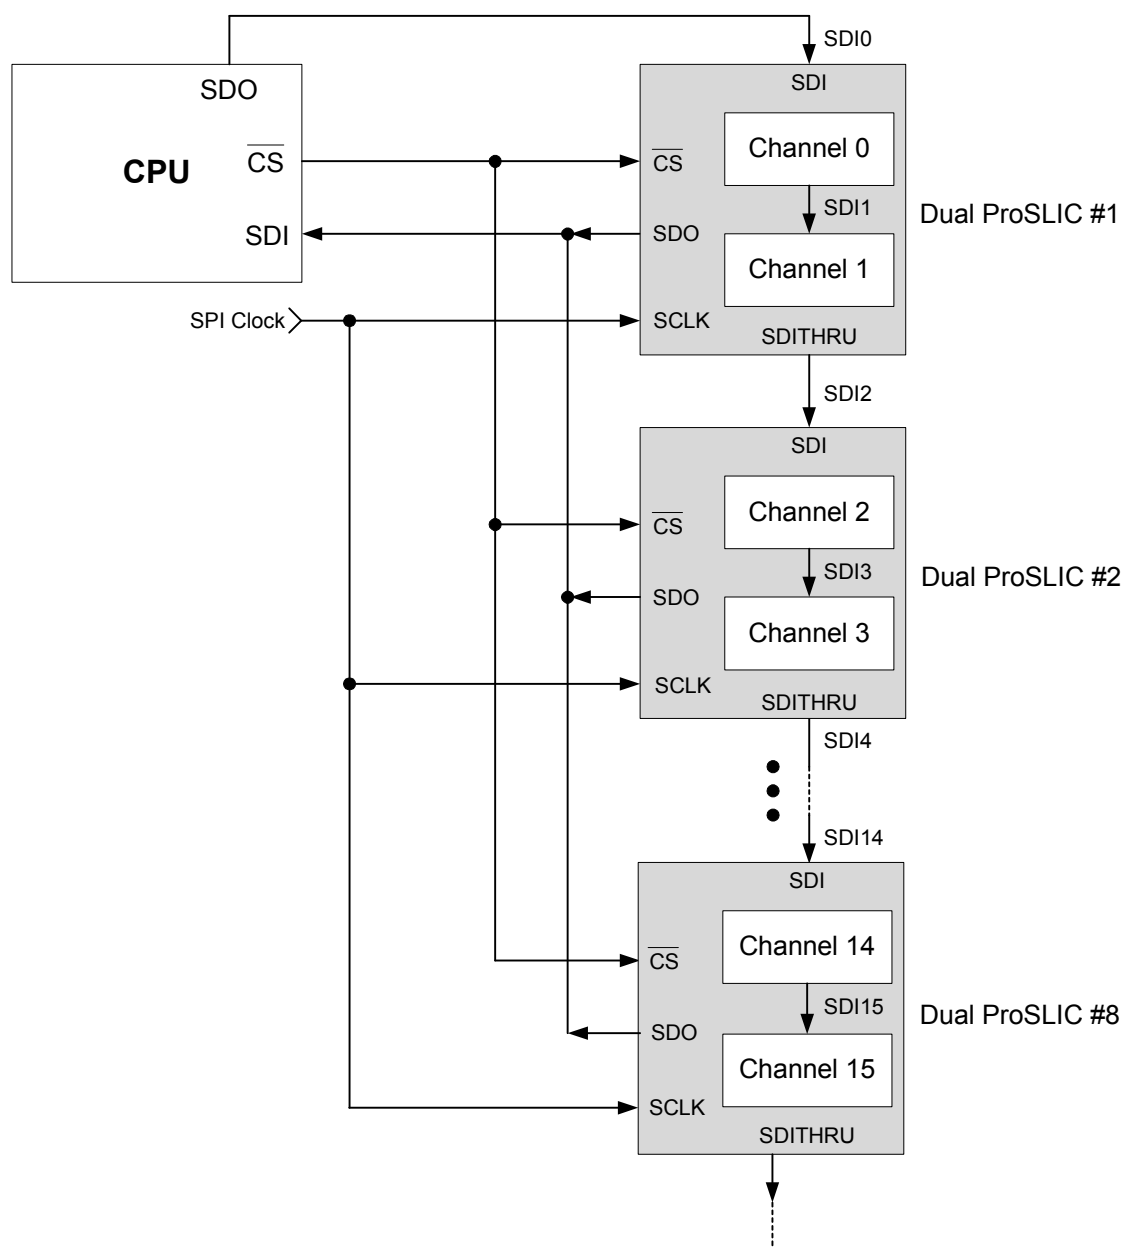 SDI0
SDO
SDI
CPU
CS
CS
Channel 0
SDI1
Dual ProSLIC #1
SDI
SDO
Channel 1
SPI Clock
SCLK
SDITHRU
SDI2
SDI
Channel 2
CS
SDI3
Dual ProSLIC #2
SDO
Channel 3
SCLK
SDITHRU
SDI4
SDI14
SDI
Channel 14
CS
SDI15
Dual ProSLIC #8
SDO
Channel 15
SCLK
SDITHRU